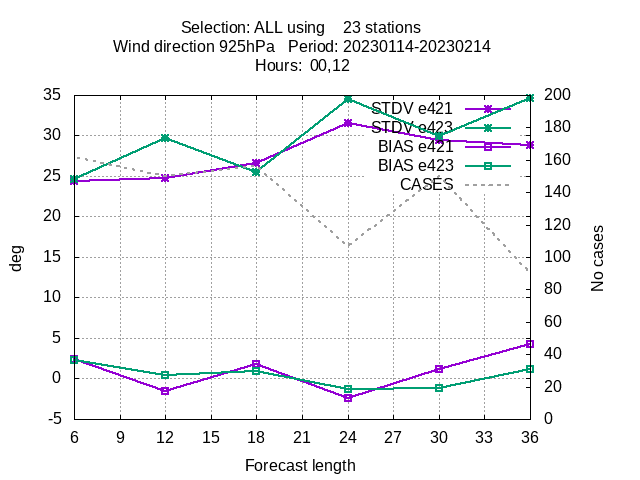 Selection: ALL using    23 stations
Wind direction 925hPa   Period: 20230114-20230214
Hours:  00,12
35
30
25
20
15
10
5
0
-5
deg
STDV e421
STDV e423
BIAS e421
BIAS e423
CASES
200
180
160
140
120
100
80
60
40
20
0
No cases
6 9 12 15 18 21 24 27 30 33 36
Forecast length